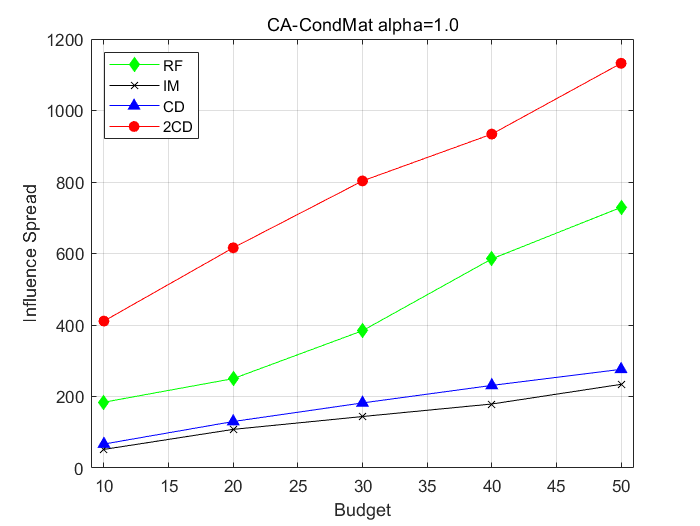 CA-CondMat alpha=1.0
RF
IM
CD
2CD
1200
1000
800
600
400
200
0
Influence Spread
10 15 20 25 30 35 40 45 50
Budget